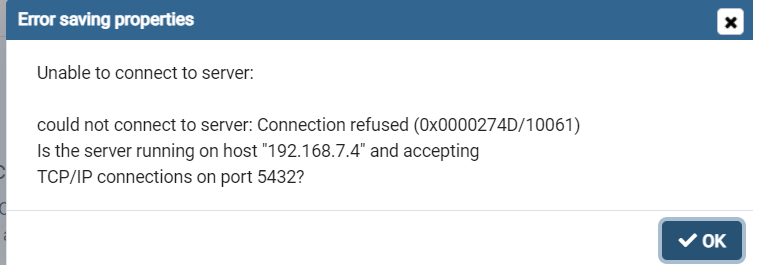 Error saving properties
Unable to connect to server:
could not connect to server: Connection refused (0x0000274D/10061)
Is the server running on host "192.168.7.4" and accepting
TCP/IP connections on port 5432?
OK